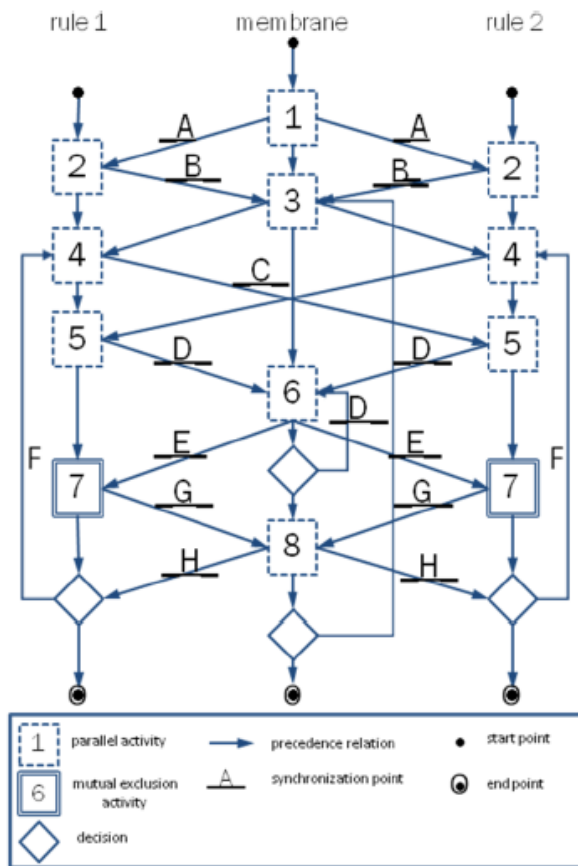 rule 1 membrane rule 2
1
A A
2 2
B B
3
4 4
C
5 5
D D
6
D
E E
F F
7 7
G G
8
H H
1 parallel activity precedence relation start point
A synchronization point
6 mutual exclusion end point
activity
decision